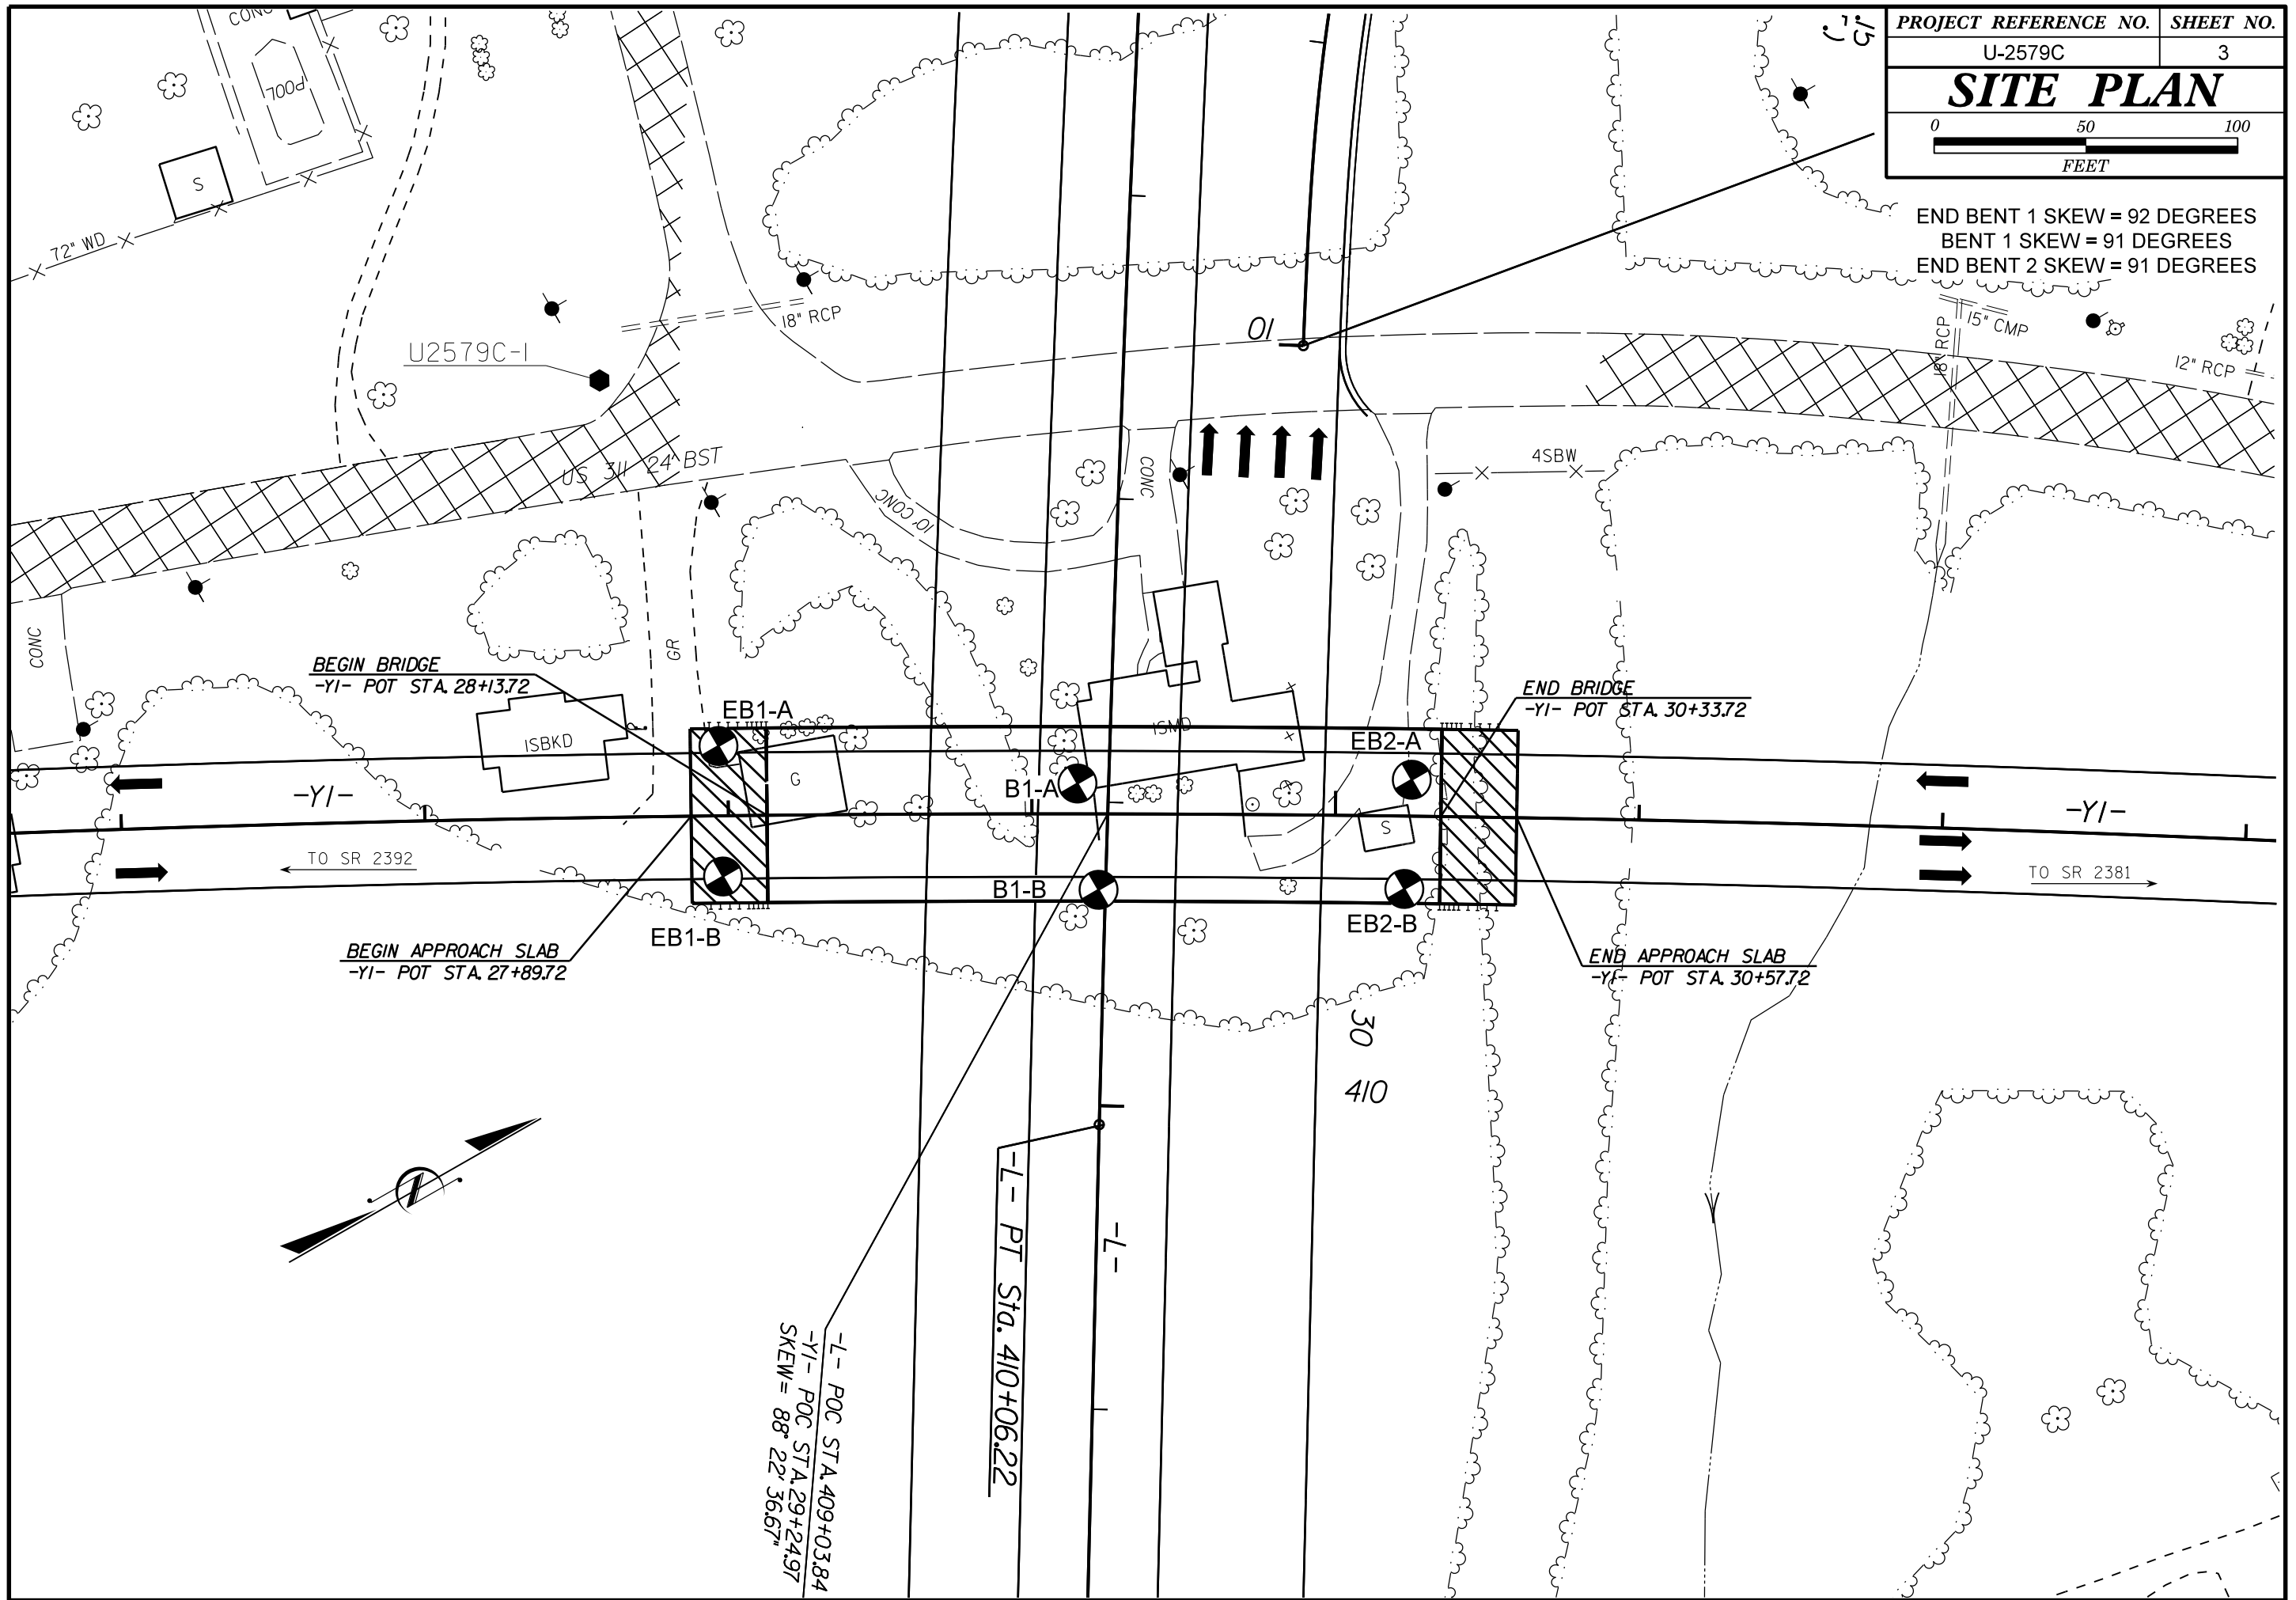 PROJECT REFERENCE NO.
SHEET NO.
U-2579C
3
SITE PLAN
0 50 100
FEET
END BENT 1 SKEW = 92 DEGREES
BENT 1 SKEW = 91 DEGREES
END BENT 2 SKEW = 91 DEGREES
CONC
POOL
S
72" WD
18" RCP
U2579C-1
10
18" RCP
15" CMP
12" RCP
US 311 24' BST
10' CONC
CONC
4SBW
CONC
GR
BEGIN BRIDGE
-Y1- POT STA. 28+13.72
END BRIDGE
-Y1- POT STA. 30+33.72
EB1-A
1SBKD
G
1SMD
EB2-A
B1-A
S
-Y1-
-Y1-
TO SR 2392
TO SR 2381
B1-B
EB1-B
EB2-B
BEGIN APPROACH SLAB
-Y1- POT STA. 27+89.72
END APPROACH SLAB
-Y1- POT STA. 30+57.72
30
410
-L- PT Sta. 410+06.22
-L-
-L- POC STA. 409+03.84
-Y1- POC STA. 29+24.97
SKEW= 88° 22' 36.67"